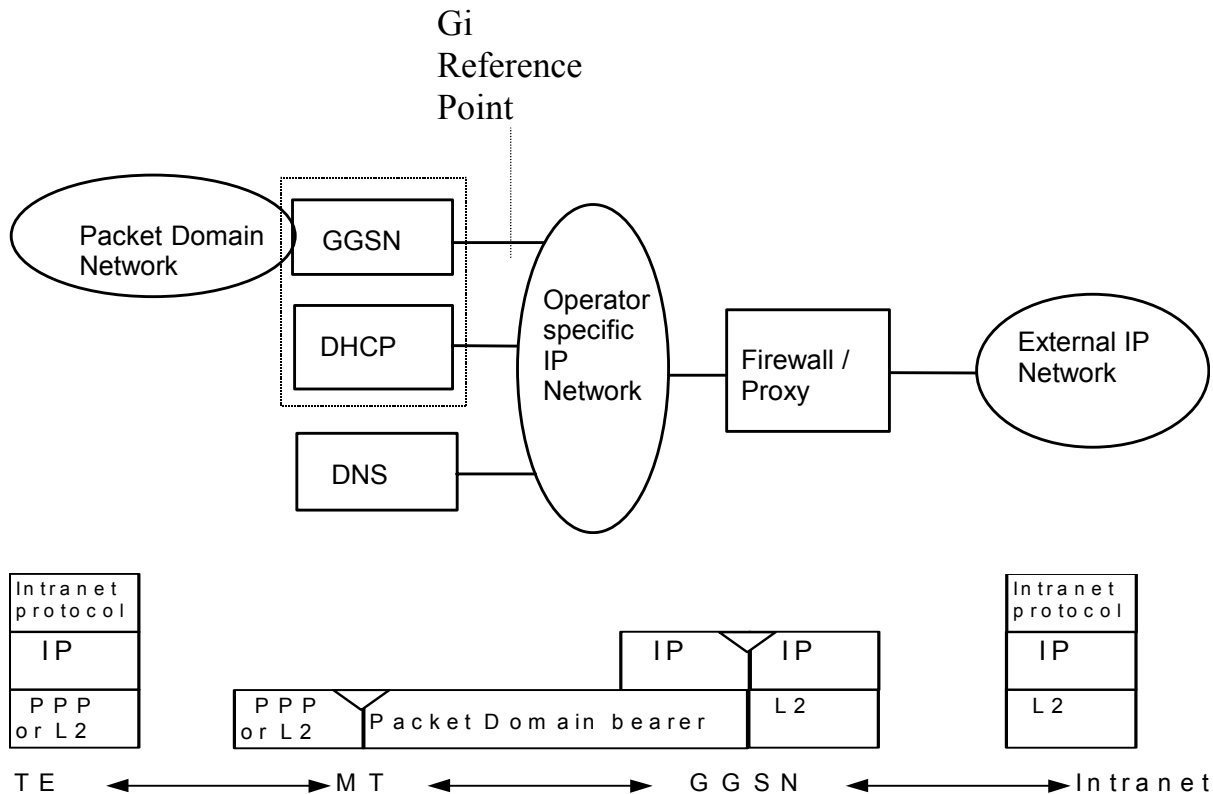 Gi
Reference
Point
Packet Domain
Network
GGSN
DHCP
DNS
Operator
specific
IP
Network
Firewall /
Proxy
External IP
Network
Intranet
protocol
IP
PPP
or L2
PPP
or L2
Packet Domain bearer
IP
IP
L2
Intranet
protocol
IP
L2
TE
MT
GGSN
Intranet